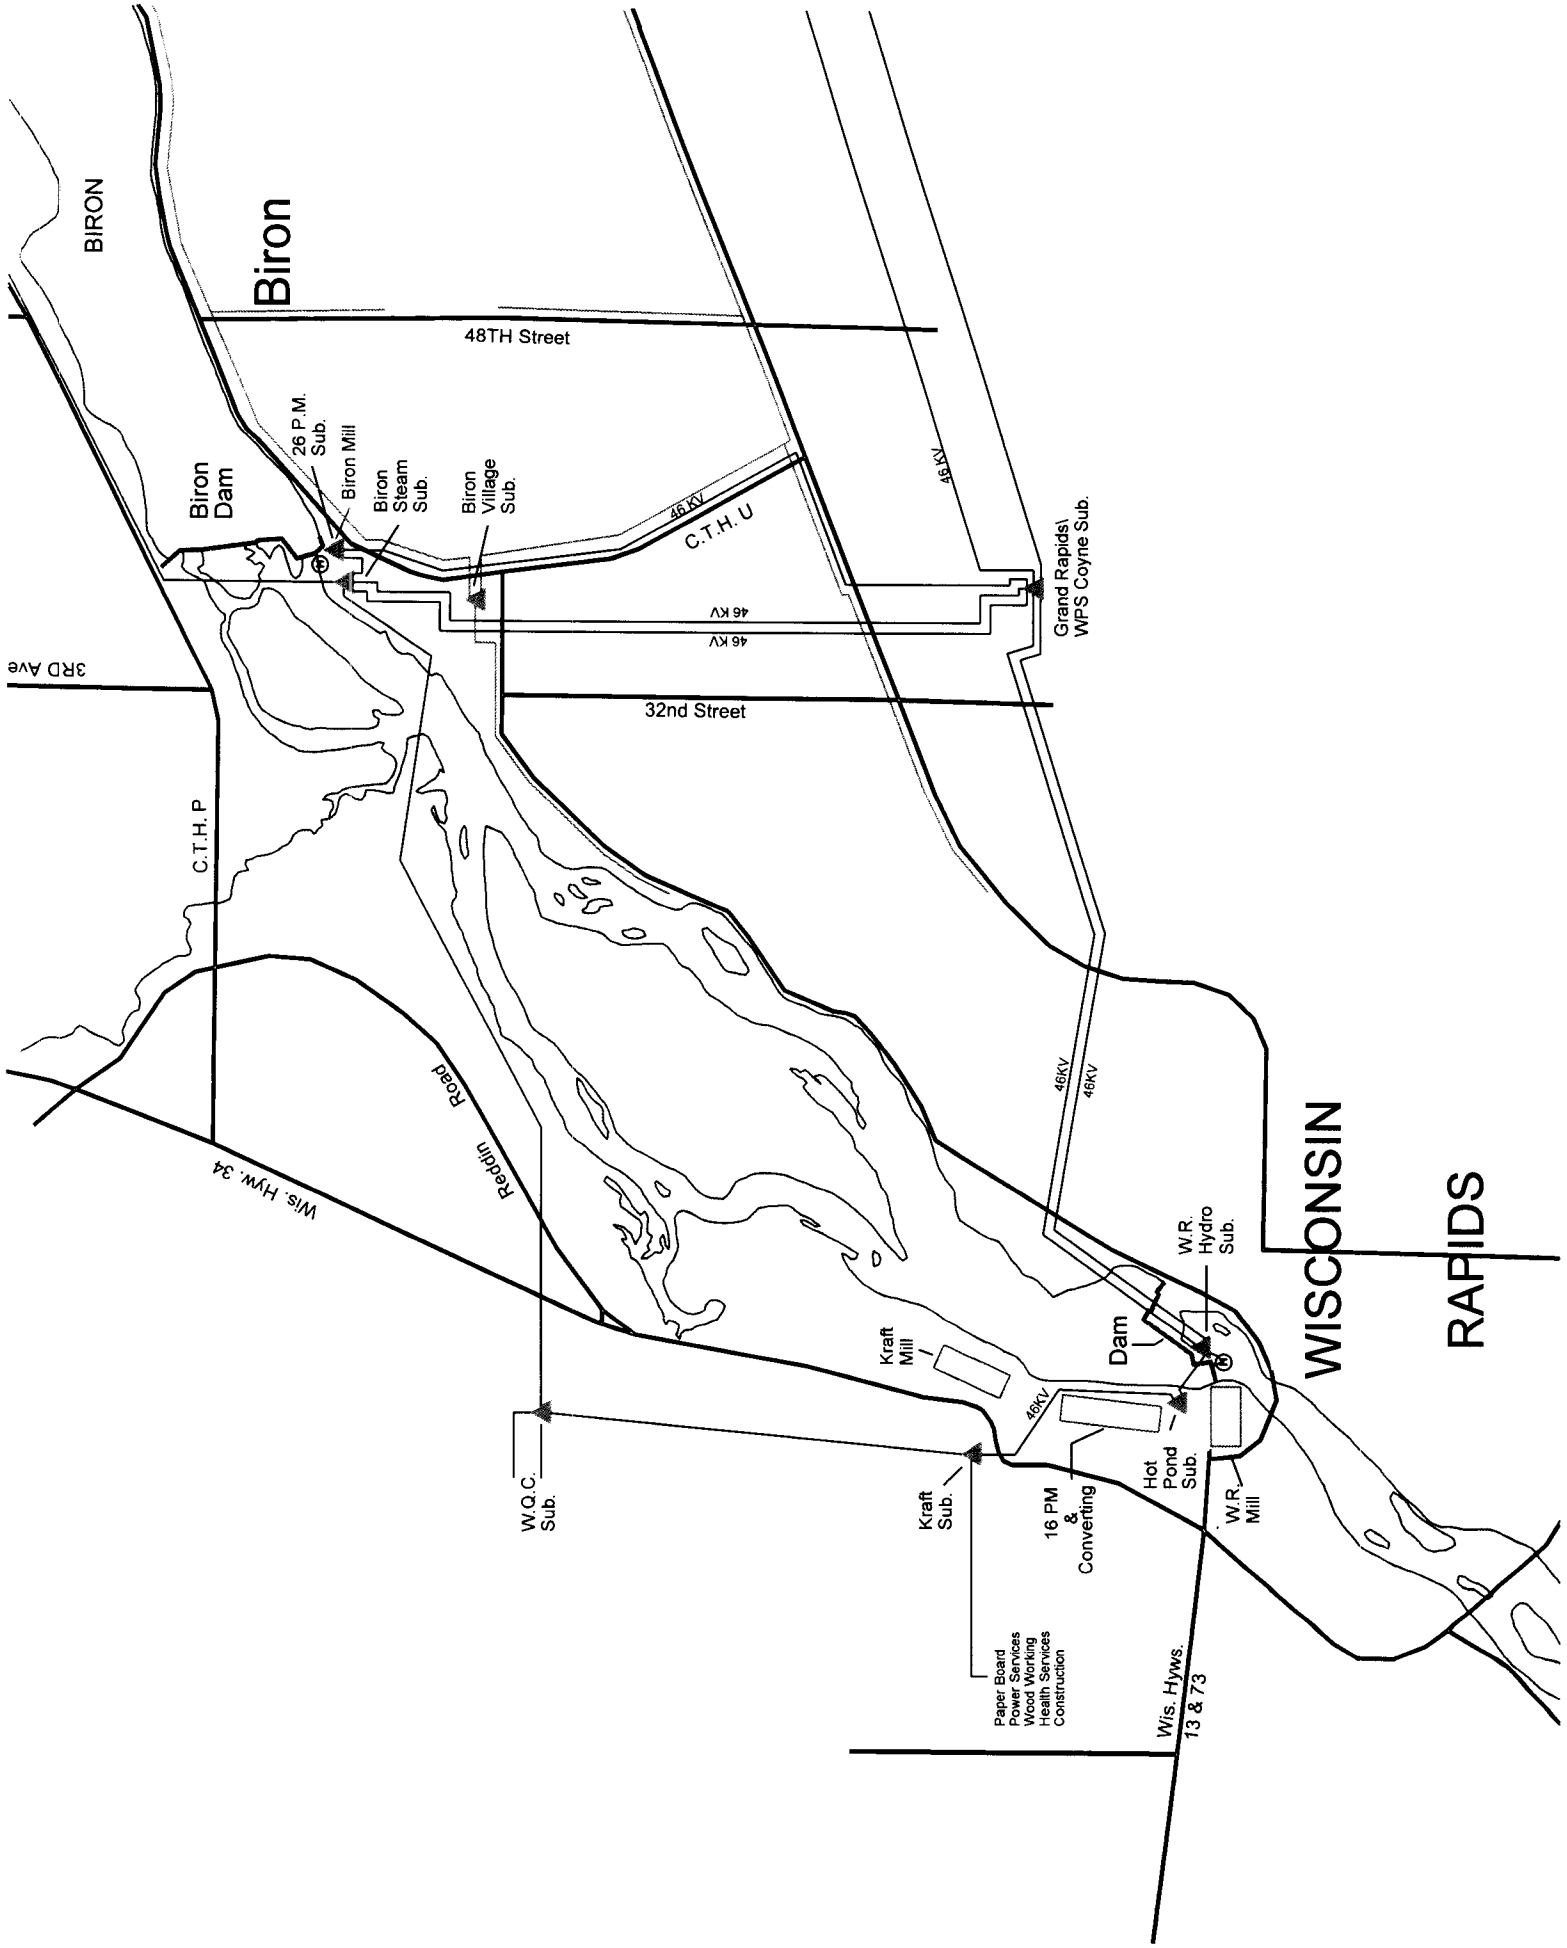 BIRON
Biron
48TH Street
26 P.M.
Sub.
Biron Mill
Biron
Dam
Biron
Steam
Sub.
Biron
Village
Sub.
46 KV
C.T.H. U
46 KV
Grand Rapids\
WPS Coyne Sub.
46 KV
46 KV
3RD Ave
32nd Street
C.T.H. P
Reddin Road
Wis. Hyw. 34
46KV
46KV
W.R.
Hydro
Sub.
WISCONSIN
RAPIDS
Dam
M
M
Kraft
Mill
46KV
W.Q.C.
Sub.
Kraft
Sub.
16 PM
&
Converting
Hot
Pond
Sub.
W.R.
Mill
Paper Board
Power Services
Wood Working
Health Services
Construction
Wis. Hyws.
13 & 73